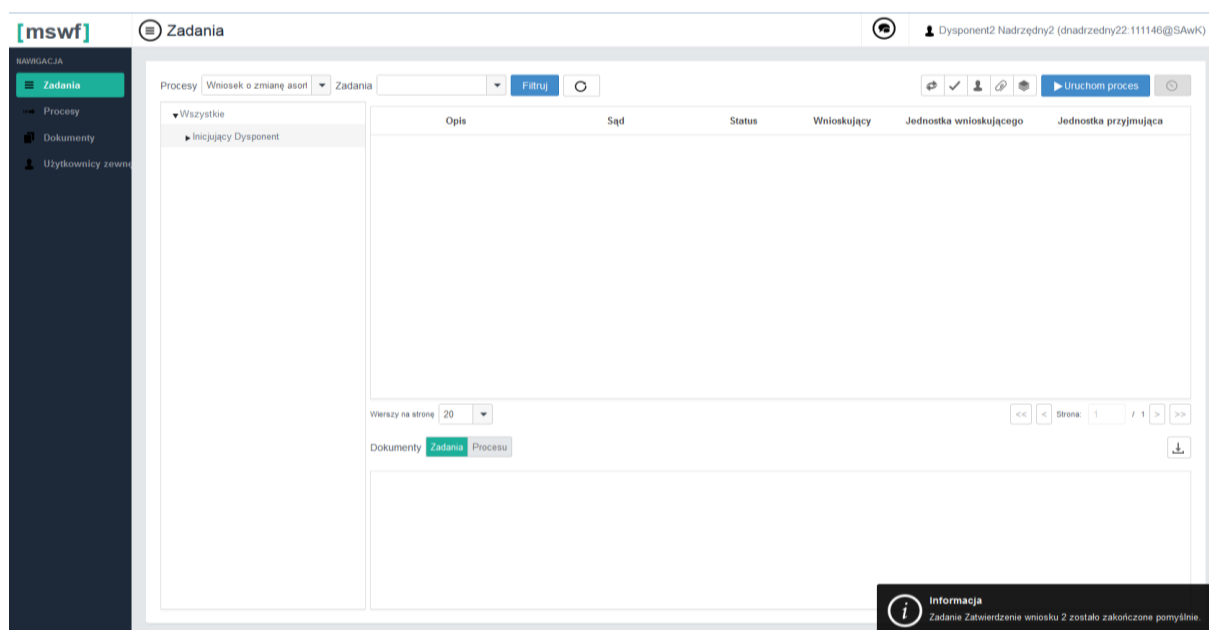 [mswf]
Zadania
Dysponent2 Nadrzędny2 (dnadrzedny22:111146@SAwK)
NAWIGACJA
Zadania
Procesy
Dokumenty
Użytkownicy zewnę
Procesy Wniosek o zmianę asort Zadania Filtruj
Uruchom proces
Wszystkie
Inicjujący Dysponent
Opis Sąd Status Wnioskujący Jednostka wnioskującego Jednostka przyjmująca
Wierszy na stronę 20
<< < Strona: 1 / 1 > >>
Dokumenty Zadania Procesu
Informacja
Zadanie Zatwierdzenie wniosku 2 zostało zakończone pomyślnie.